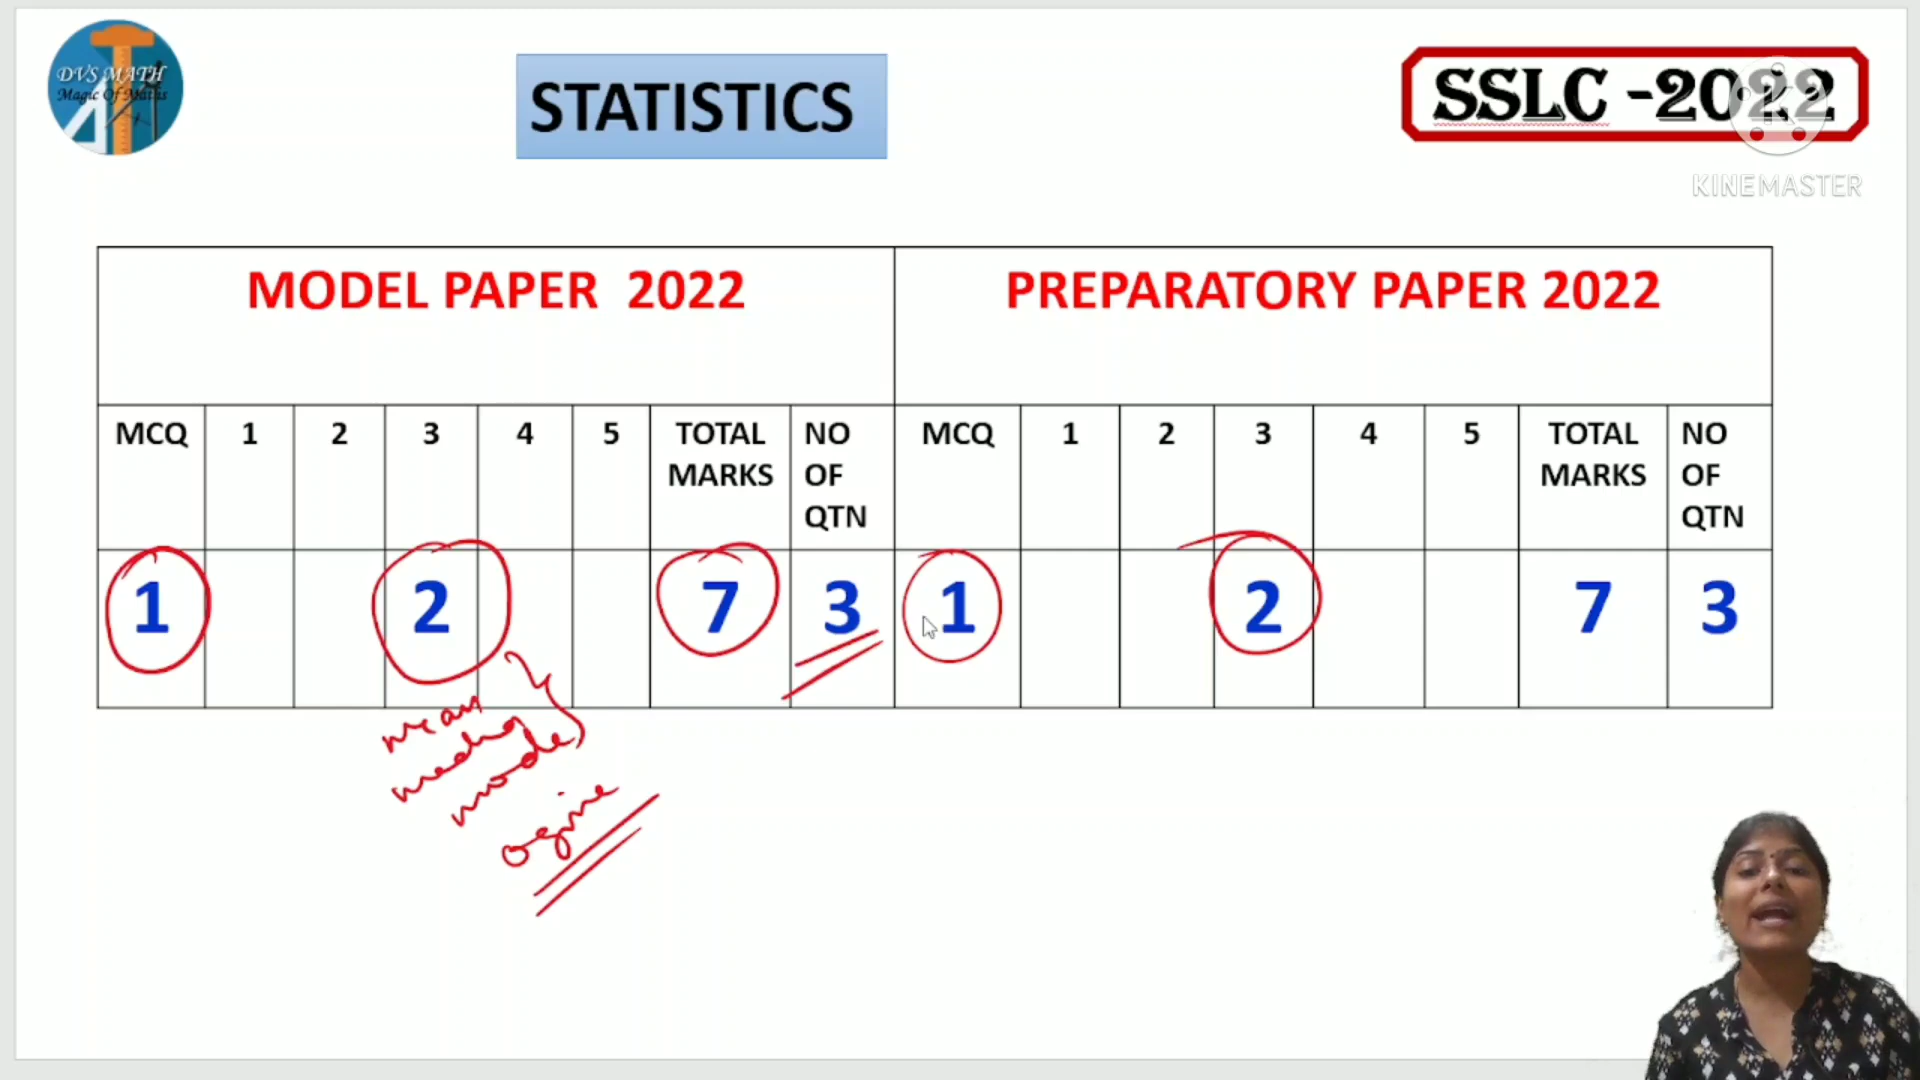 DVS MATH
Magic Of Maths
STATISTICS
SSLC -2022
KINEMASTER
MODEL PAPER 2022 PREPARATORY PAPER 2022
MCQ 1 2 3 4 5 TOTAL MARKS NO OF QTN MCQ 1 2 3 4 5 TOTAL MARKS NO OF QTN
1 2 7 3 1 2 7 3
mean
mode
ogive